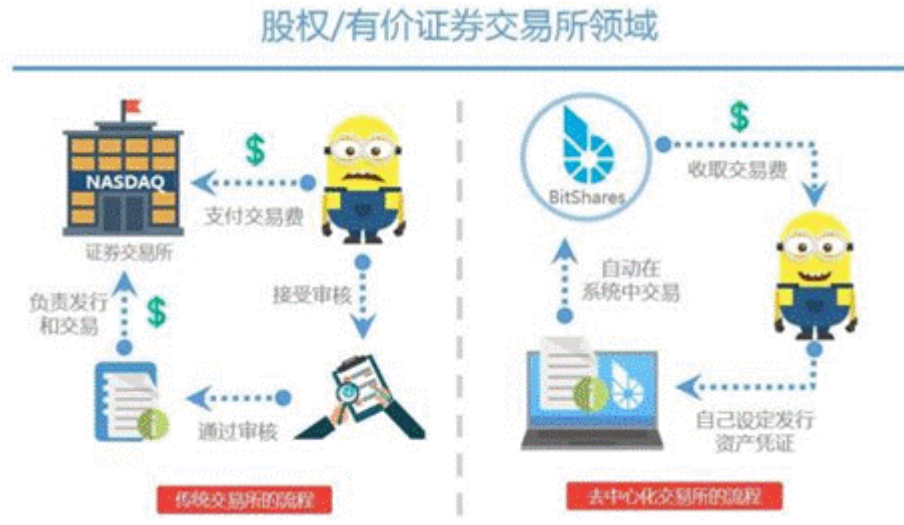 股权/有价证券交易所领域
NASDAQ
证券交易所
支付交易费
接受审核
负责发行
和交易
通过审核
传统交易所的流程
BitShares
收取交易费
自动在
系统中交易
自己设定发行
资产凭证
去中心化交易所的流程